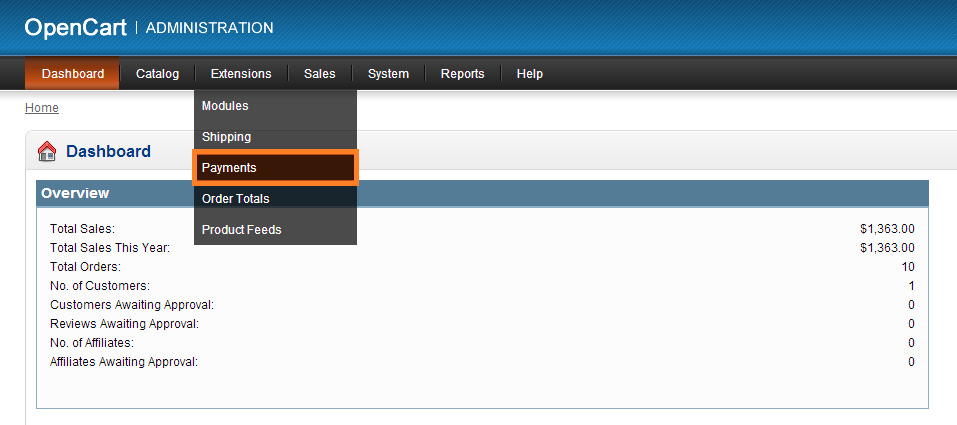 OpenCart | ADMINISTRATION
Dashboard Catalog Extensions Sales System Reports Help
Home
Modules
Shipping
Payments
Order Totals
Product Feeds
Dashboard
Overview
Total Sales: $1,363.00
Total Sales This Year: $1,363.00
Total Orders: 10
No. of Customers: 1
Customers Awaiting Approval: 0
Reviews Awaiting Approval: 0
No. of Affiliates: 0
Affiliates Awaiting Approval: 0